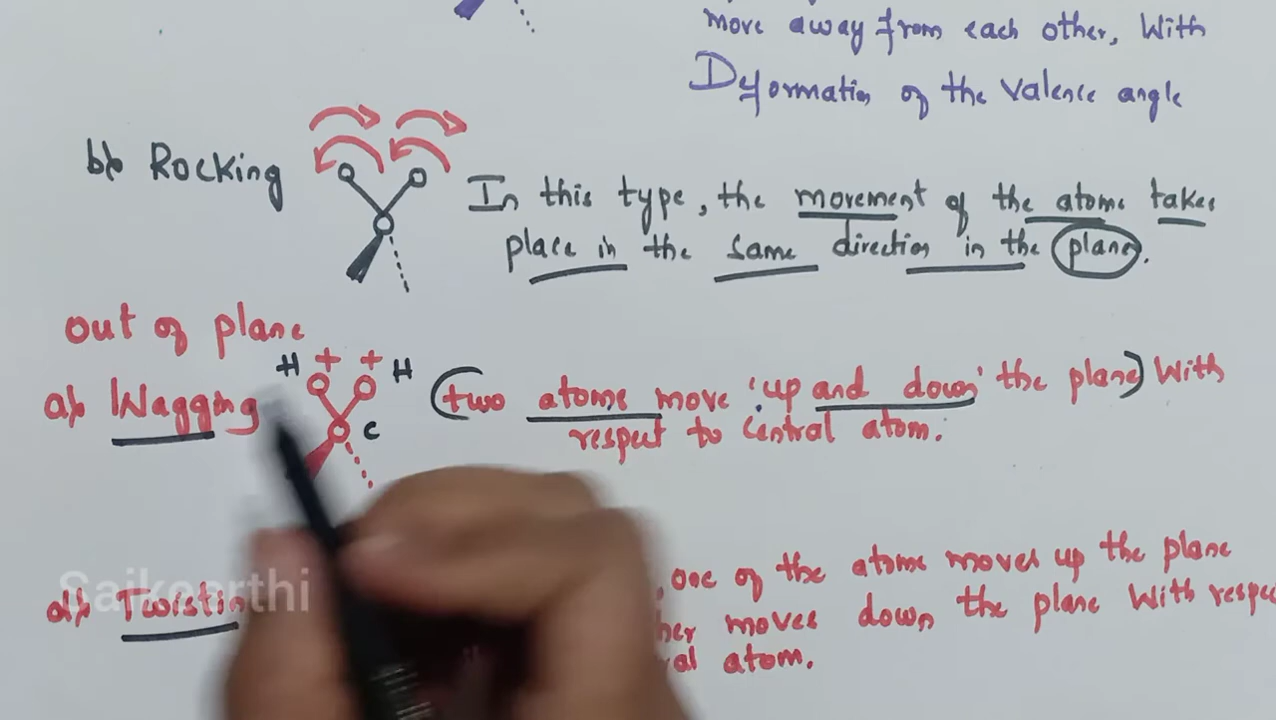 move away from each other, with
Deformation of the valence angle
b) Rocking
In this type, the movement of the atoms takes
place in the same direction in the plane.
out of plane
a) Wagging
H + + H
C
(two atoms move 'up and down' the plane) with
respect to central atom.
a) Twistin
one of the atoms moves up the plane
moves down the plane with respec
atom.
Saikeerthi